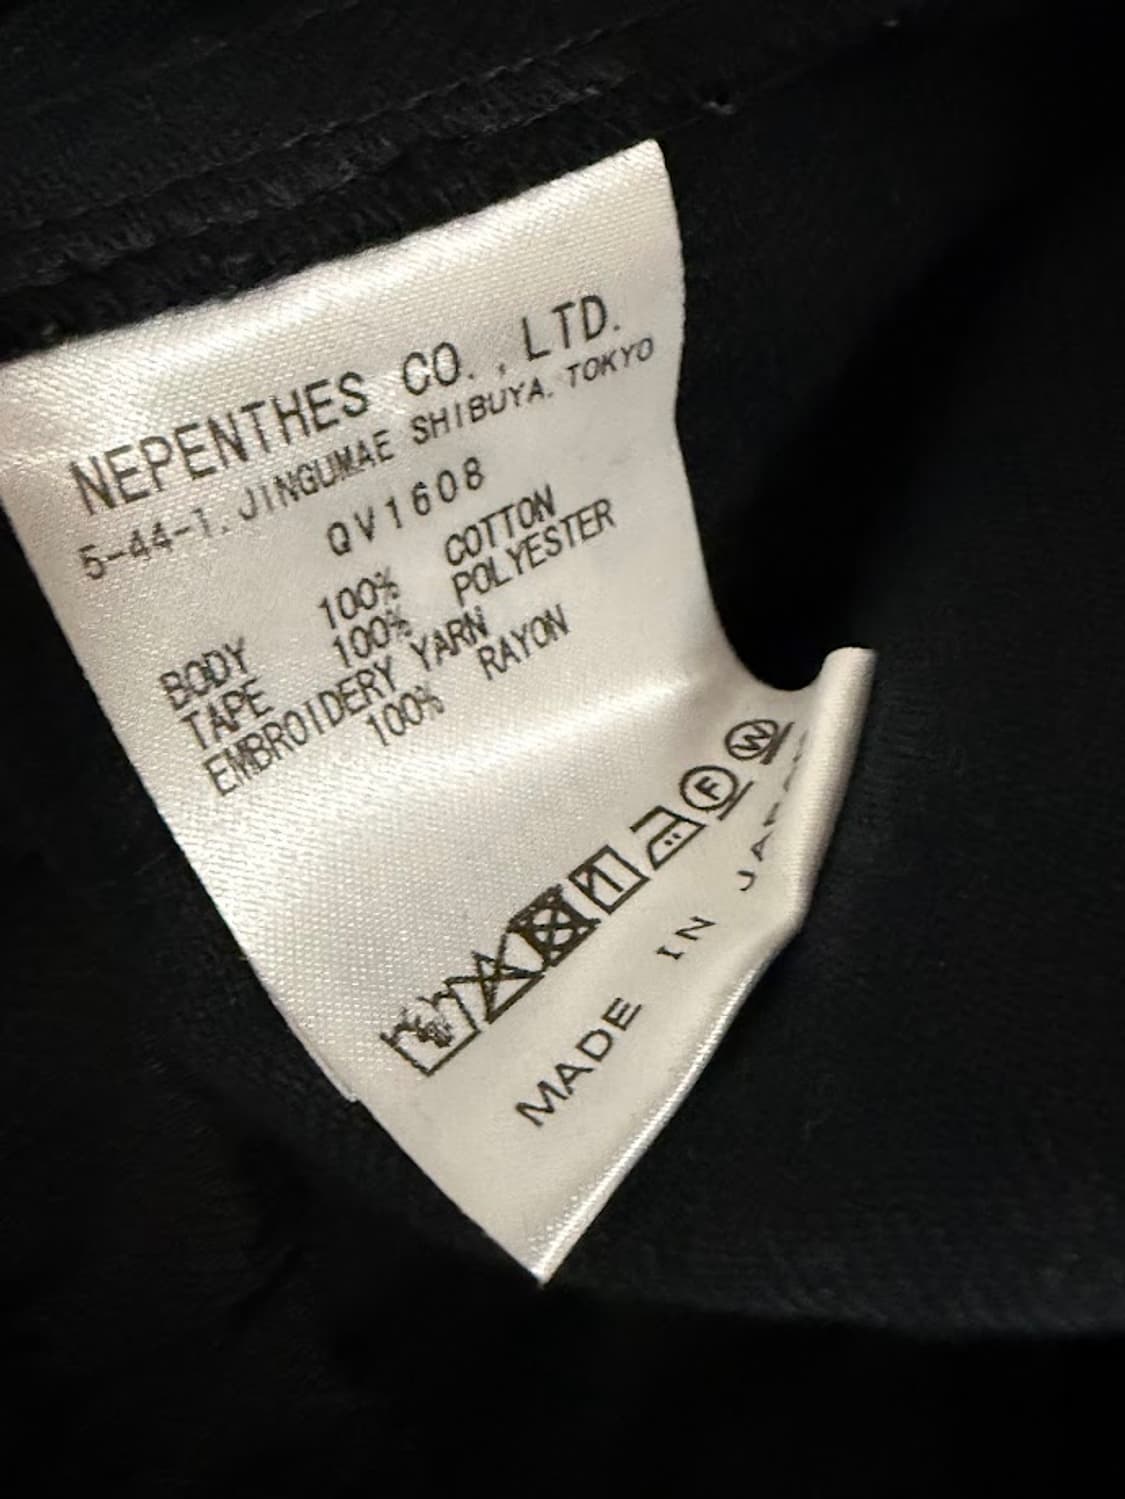 NEPENTHES CO., LTD.
5-44-1. JINGUMAE SHIBUYA. TOKYO
QV1608
BODY 100% COTTON
TAPE 100% POLYESTER
EMBROIDERY YARN
100% RAYON
F W
MADE IN JAPAN